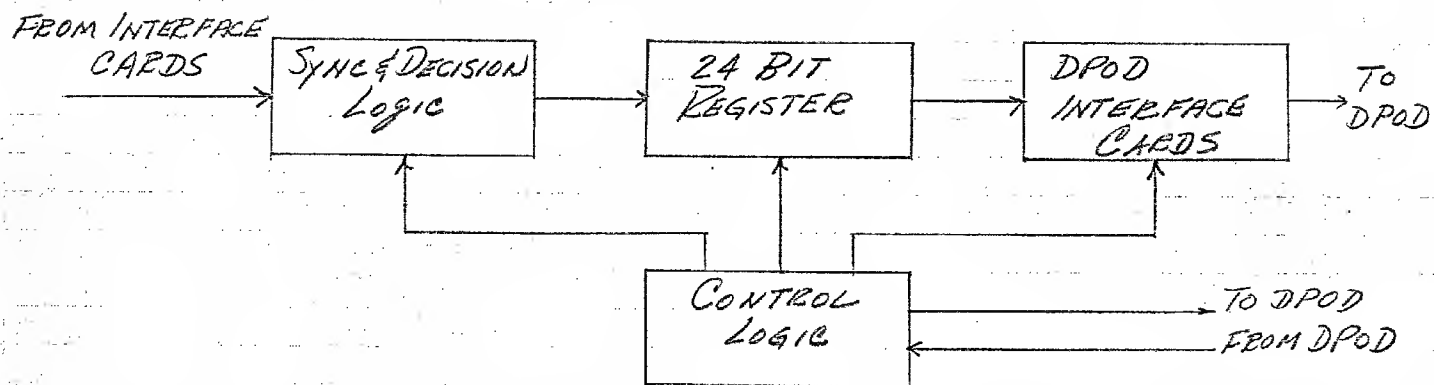 FROM INTERFACE
CARDS
SYNC & DECISION
LOGIC
24 BIT
REGISTER
DPOD
INTERFACE
CARDS
TO
DPOD
CONTROL
LOGIC
TO DPOD
FROM DPOD